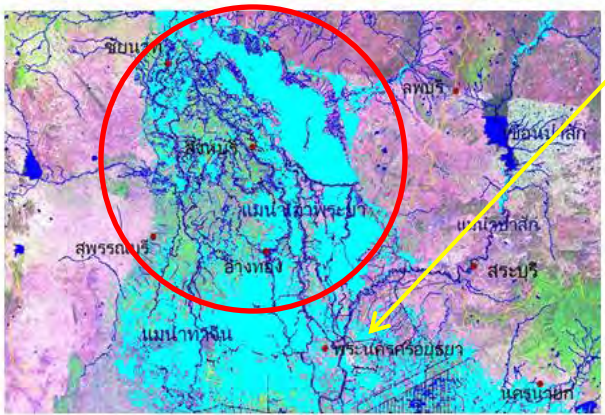 ชัยนาท
ลพบุรี
เขื่อนป่าสัก
สิงห์บุรี
แม่น้ำเจ้าพระยา
แม่น้ำป่าสัก
สุพรรณบุรี
อ่างทอง
สระบุรี
แม่น้ำท่าจีน
พระนครศรีอยุธยา
นครนายก